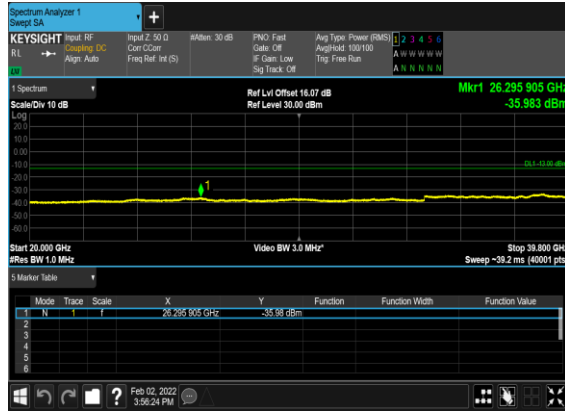 Spectrum Analyzer 1
Swept SA
KEYSIGHT
RL
Input: RF
Coupling: DC
Align: Auto
Input Z: 50 Ω
Corr CCorr
Freq Ref: Int (S)
#Atten: 30 dB
PNO: Fast
Gate: Off
IF Gain: Low
Sig Track: Off
Avg Type: Power (RMS)
Avg|Hold: 100/100
Trig: Free Run
1 2 3 4 5 6
A W W W W W
A N N N N N
1 Spectrum
Scale/Div 10 dB
Ref Lvl Offset 16.07 dB
Ref Level 30.00 dBm
Mkr1 26.295 905 GHz
-35.983 dBm
Log
20.0
10.0
0.00
-10.0
-20.0
-30.0
-40.0
-50.0
-60.0
DL1 -13.00 dBm
1
Start 20.000 GHz
#Res BW 1.0 MHz
Video BW 3.0 MHz*
Stop 39.800 GHz
Sweep ~39.2 ms (40001 pts)
5 Marker Table
Mode Trace Scale X Y Function Function Width Function Value
1 N 1 f 26.295 905 GHz -35.98 dBm
2
3
4
5
6
?
Feb 02, 2022
3:56:24 PM